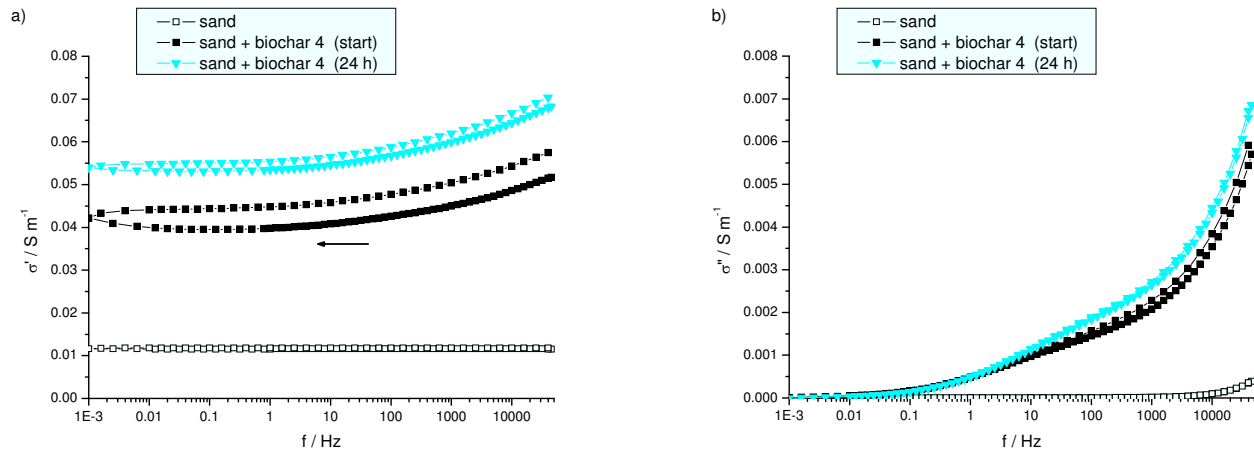 a)
sand
sand + biochar 4 (start)
sand + biochar 4 (24 h)
0.08
0.07
0.06
0.05
0.04
0.03
0.02
0.01
0.00
σ' / S m⁻¹
1E-3 0.01 0.1 1 10 100 1000 10000
f / Hz
b)
sand
sand + biochar 4 (start)
sand + biochar 4 (24 h)
0.008
0.007
0.006
0.005
0.004
0.003
0.002
0.001
0.000
σ'' / S m⁻¹
1E-3 0.01 0.1 1 10 100 1000 10000
f / Hz